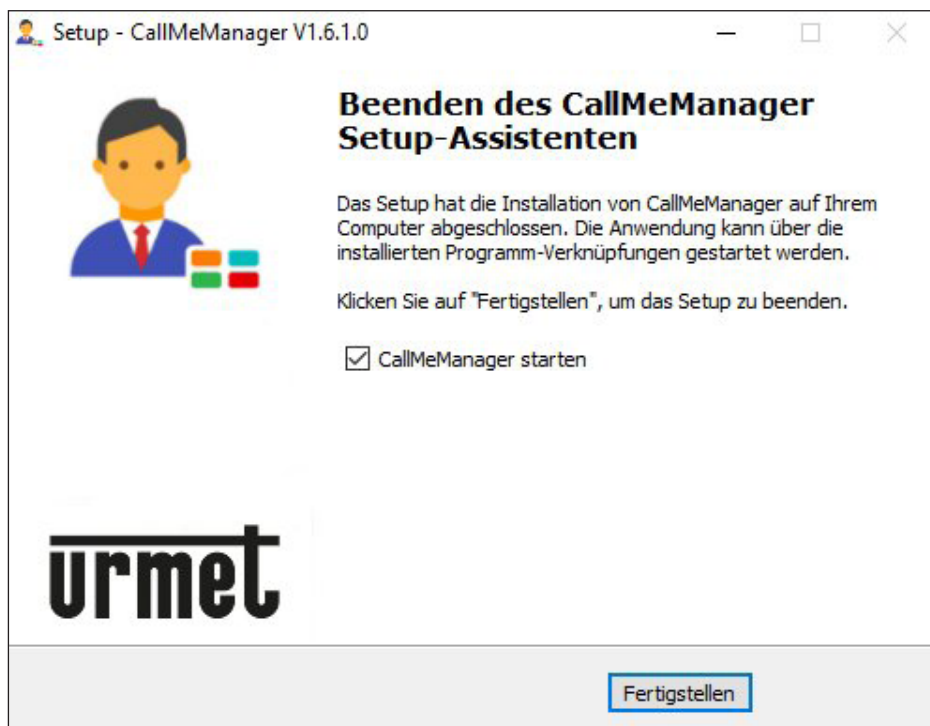 Setup - CallMeManager V1.6.1.0
Beenden des CallMeManager
Setup-Assistenten
Das Setup hat die Installation von CallMeManager auf Ihrem
Computer abgeschlossen. Die Anwendung kann über die
installierten Programm-Verknüpfungen gestartet werden.
Klicken Sie auf "Fertigstellen", um das Setup zu beenden.
CallMeManager starten
urmet
Fertigstellen